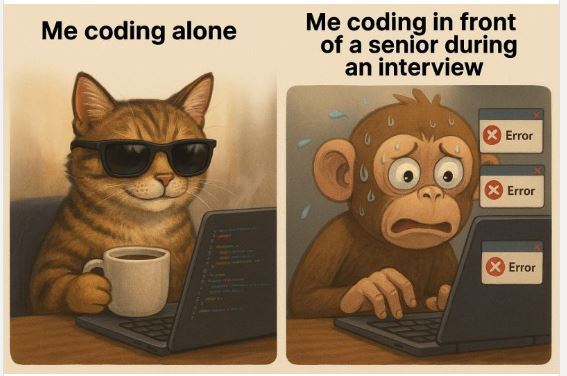 Me coding alone
Me coding in front
of a senior during
an interview
Error
Error
Error